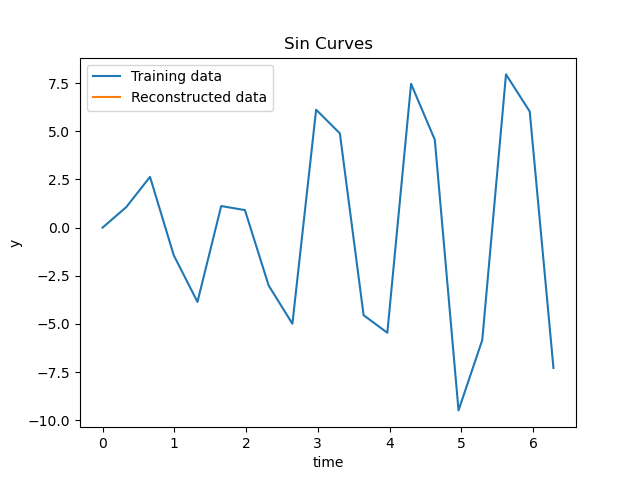 Sin Curves
Training data
Reconstructed data
7.5
5.0
2.5
0.0
−2.5
−5.0
−7.5
−10.0
y
0 1 2 3 4 5 6
time